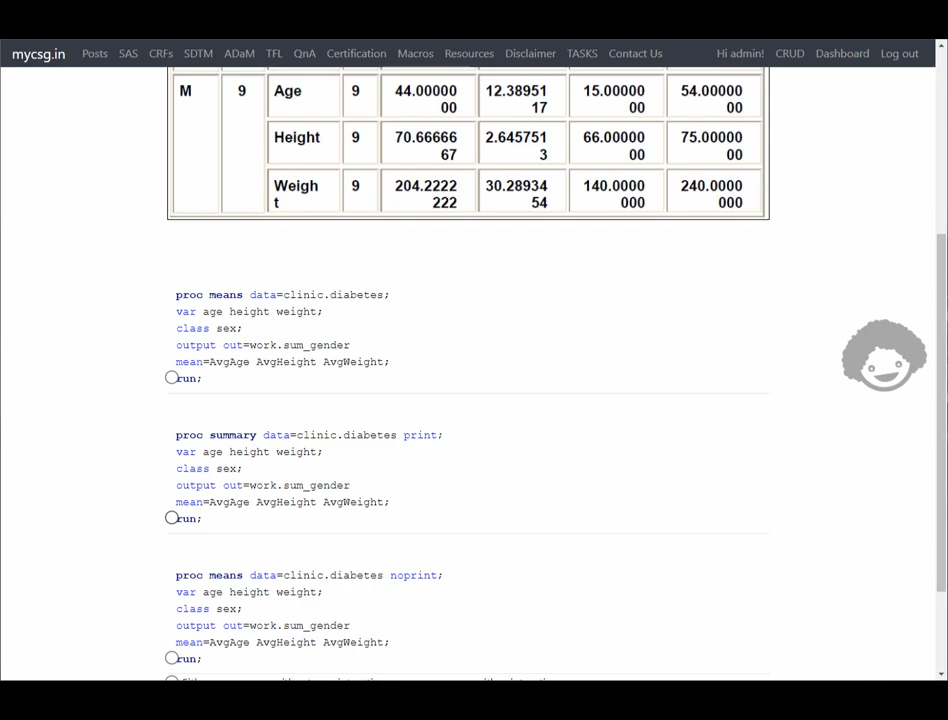 mycsg.in Posts SAS CRFs SDTM ADaM TFL QnA Certification Macros Resources Disclaimer TASKS Contact Us Hi admin! CRUD Dashboard Log out
M 9 Age 9 44.00000 12.38951 15.00000 54.00000
00 17 00 00
Height 9 70.66666 2.645751 66.00000 75.00000
67 3 00 00
Weigh 9 204.2222 30.28934 140.0000 240.0000
t 222 54 000 000
proc means data=clinic.diabetes;
var age height weight;
class sex;
output out=work.sum_gender
mean=AvgAge AvgHeight AvgWeight;
run;
proc summary data=clinic.diabetes print;
var age height weight;
class sex;
output out=work.sum_gender
mean=AvgAge AvgHeight AvgWeight;
run;
proc means data=clinic.diabetes noprint;
var age height weight;
class sex;
output out=work.sum_gender
mean=AvgAge AvgHeight AvgWeight;
run;